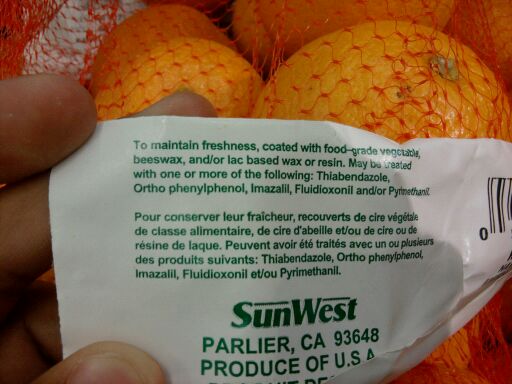 To maintain freshness, coated with food-grade vegetable,
beeswax, and/or lac based wax or resin. May be treated
with one or more of the following: Thiabendazole,
Ortho phenylphenol, Imazalil, Fluidioxonil and/or Pyrimethanil.
Pour conserver leur fraîcheur, recouverts de cire végétale
de classe alimentaire, de cire d'abeille et/ou de cire ou de
résine de laque. Peuvent avoir été traités avec un ou plusieurs
des produits suivants: Thiabendazole, Ortho phenylphenol,
Imazalil, Fluidioxonil et/ou Pyrimethanil.
SunWest
PARLIER, CA 93648
PRODUCE OF U.S.A
PRODUIT DE
0